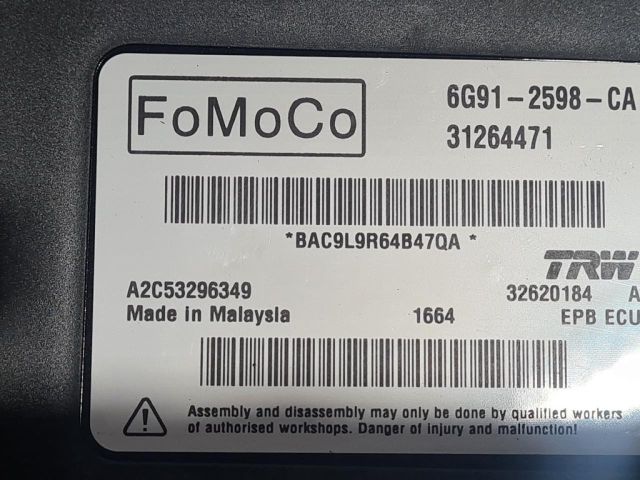 FoMoCo
6G91-2598-CA
31264471
*BAC9L9R64B47QA *
TRW
A2C53296349
32620184 A
Made in Malaysia
1664
EPB ECU
Assembly and disassembly may only be done by qualified workers
of authorised workshops. Danger of injury and malfunction!